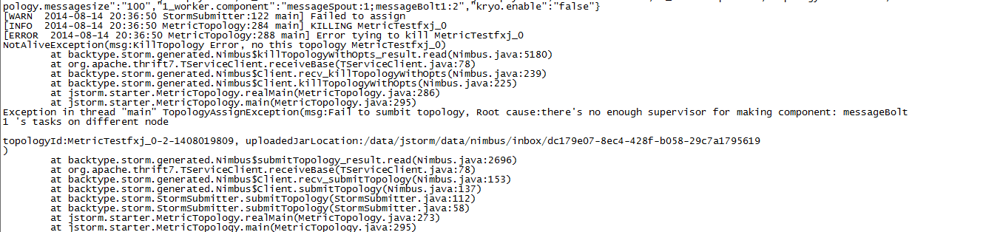 pology.messagesize":"100","1_worker.component":"messageSpout:1;messageBolt1:2","kryo.enable":"false"}
[WARN  2014-08-14 20:36:50 StormSubmitter:122 main] Failed to assign
[INFO  2014-08-14 20:36:50 MetricTopology:284 main] KILLING MetricTestfxj_0
[ERROR  2014-08-14 20:36:50 MetricTopology:288 main] Error tying to kill MetricTestfxj_0
NotAliveException(msg:KillTopology Error, no this topology MetricTestfxj_0)
at backtype.storm.generated.Nimbus$killTopologyWithOpts_result.read(Nimbus.java:5180)
at org.apache.thrift7.TServiceClient.receiveBase(TServiceClient.java:78)
at backtype.storm.generated.Nimbus$Client.recv_killTopologyWithOpts(Nimbus.java:239)
at backtype.storm.generated.Nimbus$Client.killTopologyWithOpts(Nimbus.java:225)
at jstorm.starter.MetricTopology.realMain(MetricTopology.java:286)
at jstorm.starter.MetricTopology.main(MetricTopology.java:295)
Exception in thread "main" TopologyAssignException(msg:Fail to sumbit topology, Root cause:there's no enough supervisor for making component: messageBolt
1 's tasks on different node
topologyId:MetricTestfxj_0-2-1408019809, uploadedJarLocation:/data/jstorm/data/nimbus/inbox/dc179e07-8ec4-428f-b058-29c7a1795619
)
at backtype.storm.generated.Nimbus$submitTopology_result.read(Nimbus.java:2696)
at org.apache.thrift7.TServiceClient.receiveBase(TServiceClient.java:78)
at backtype.storm.generated.Nimbus$Client.recv_submitTopology(Nimbus.java:153)
at backtype.storm.generated.Nimbus$Client.submitTopology(Nimbus.java:137)
at backtype.storm.StormSubmitter.submitTopology(StormSubmitter.java:112)
at backtype.storm.StormSubmitter.submitTopology(StormSubmitter.java:58)
at jstorm.starter.MetricTopology.realMain(MetricTopology.java:273)
at jstorm.starter.MetricTopology.main(MetricTopology.java:295)